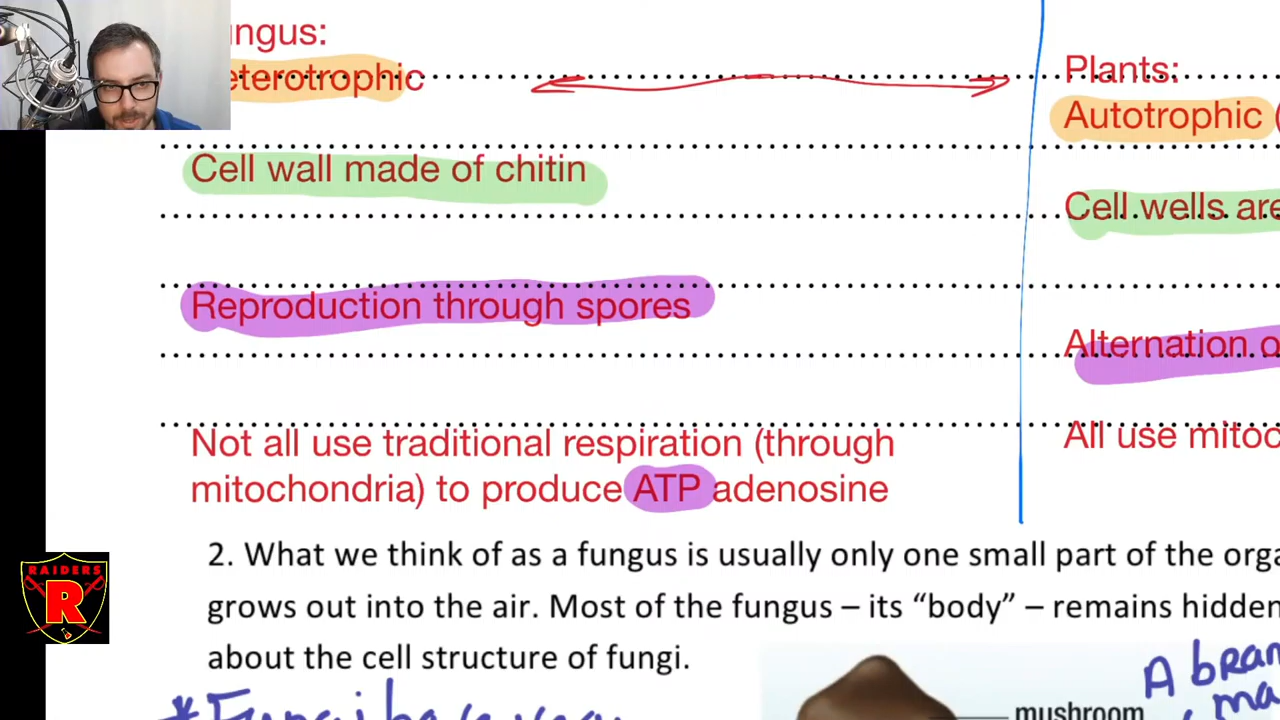 ungus:
eterotrophic
Cell wall made of chitin
Reproduction through spores
Not all use traditional respiration (through
mitochondria) to produce ATP adenosine
Plants:
Autotrophic (
Cell wells are
Alternation o
All use mitoc
2. What we think of as a fungus is usually only one small part of the orga
grows out into the air. Most of the fungus – its “body” – remains hidden
about the cell structure of fungi.
A bran
ma
mushroom
RAIDERS
R